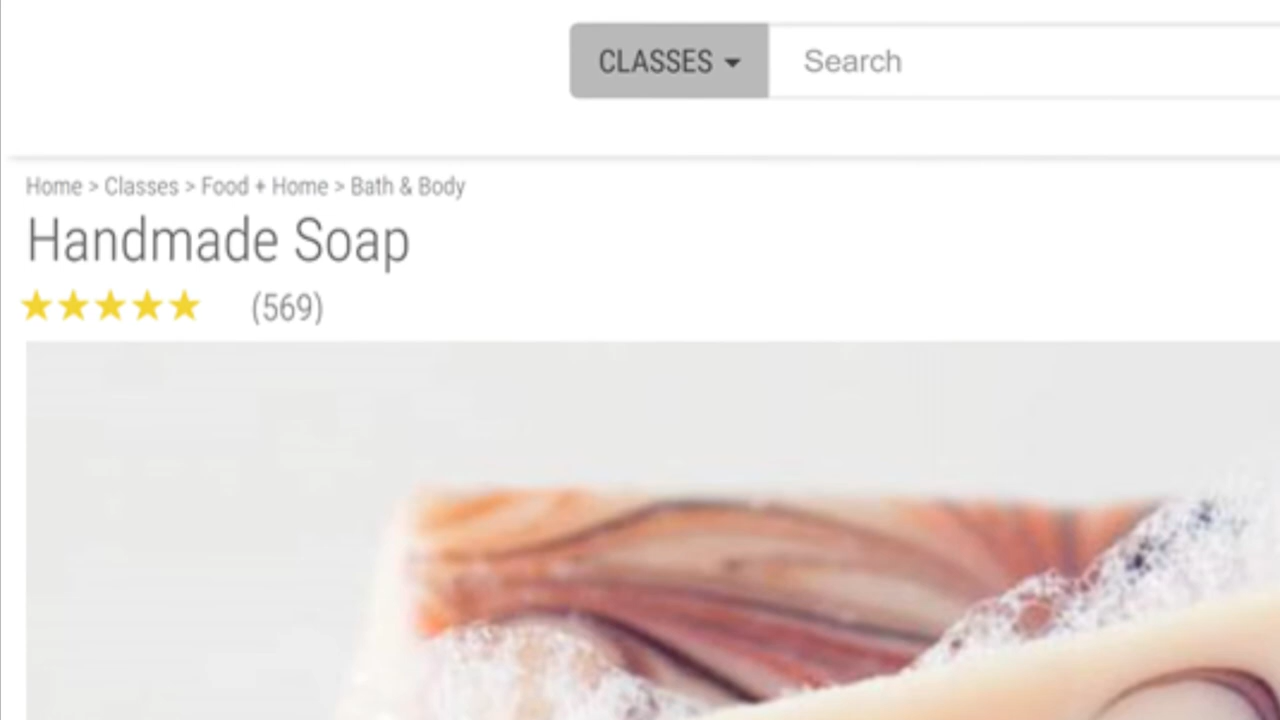 CLASSES Search
Home > Classes > Food + Home > Bath & Body
Handmade Soap
(569)